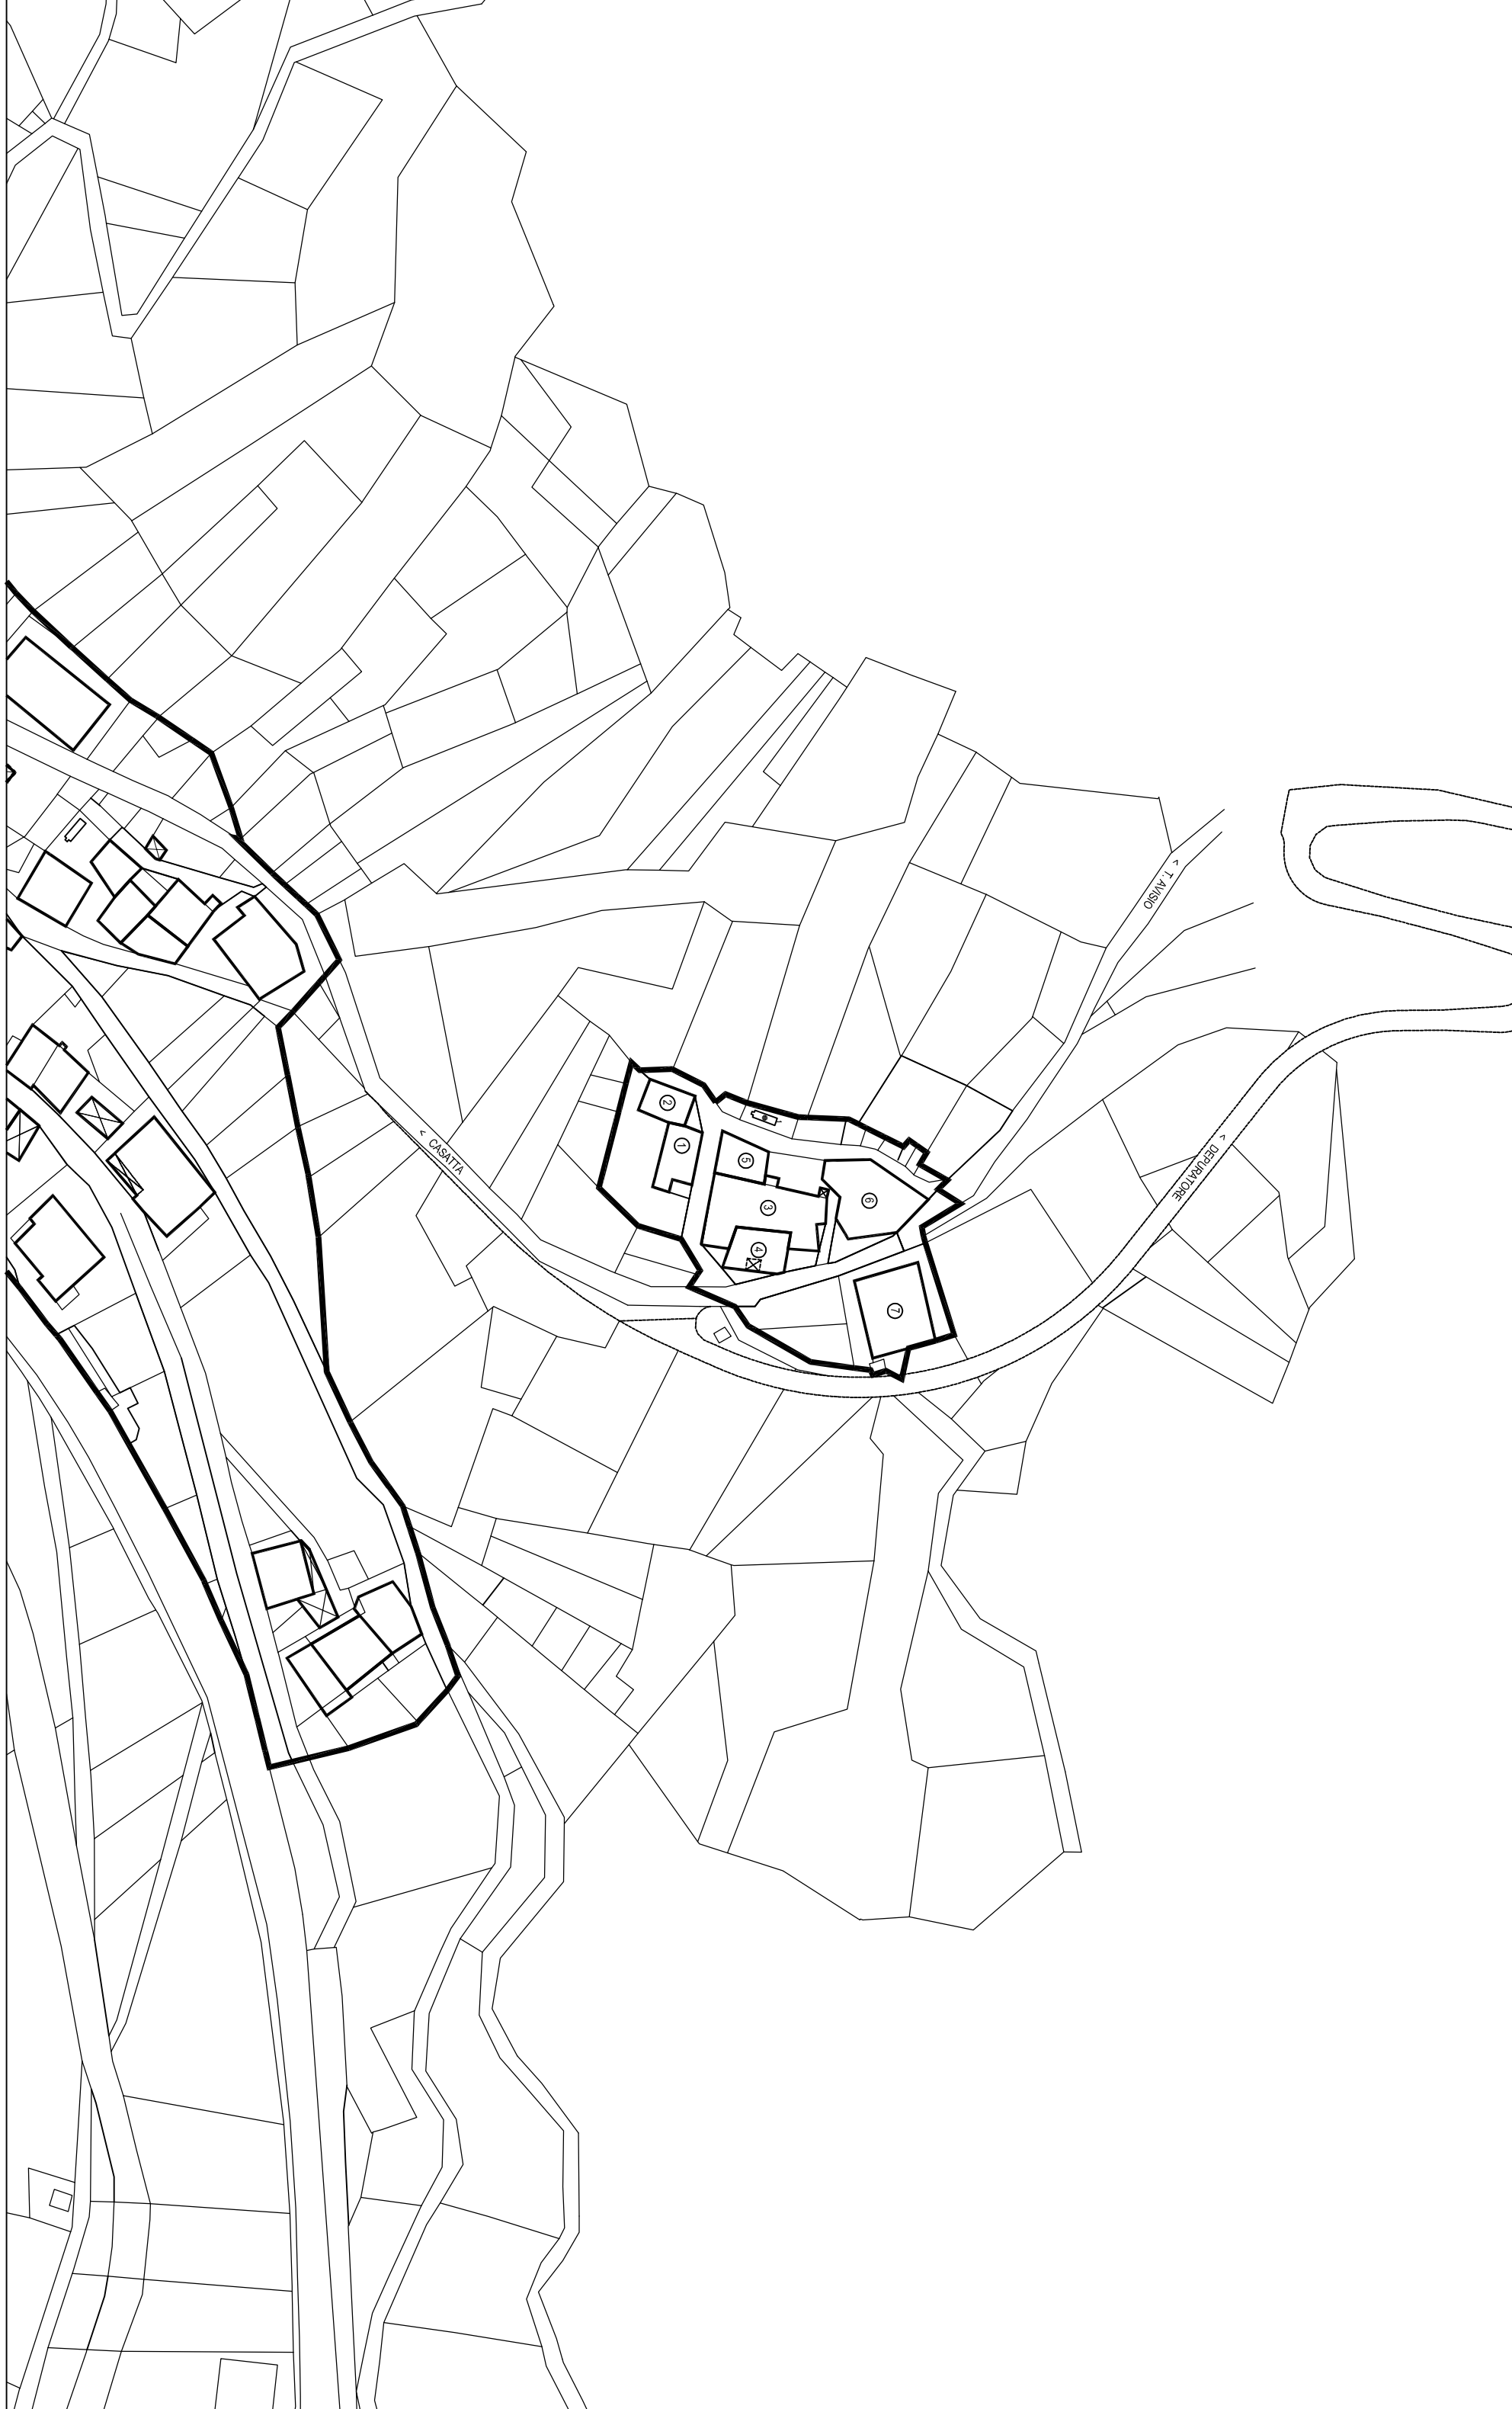 < T. AVISIO
2
< CASATTA
1
5
< DEPURATORE
6
3
4
7